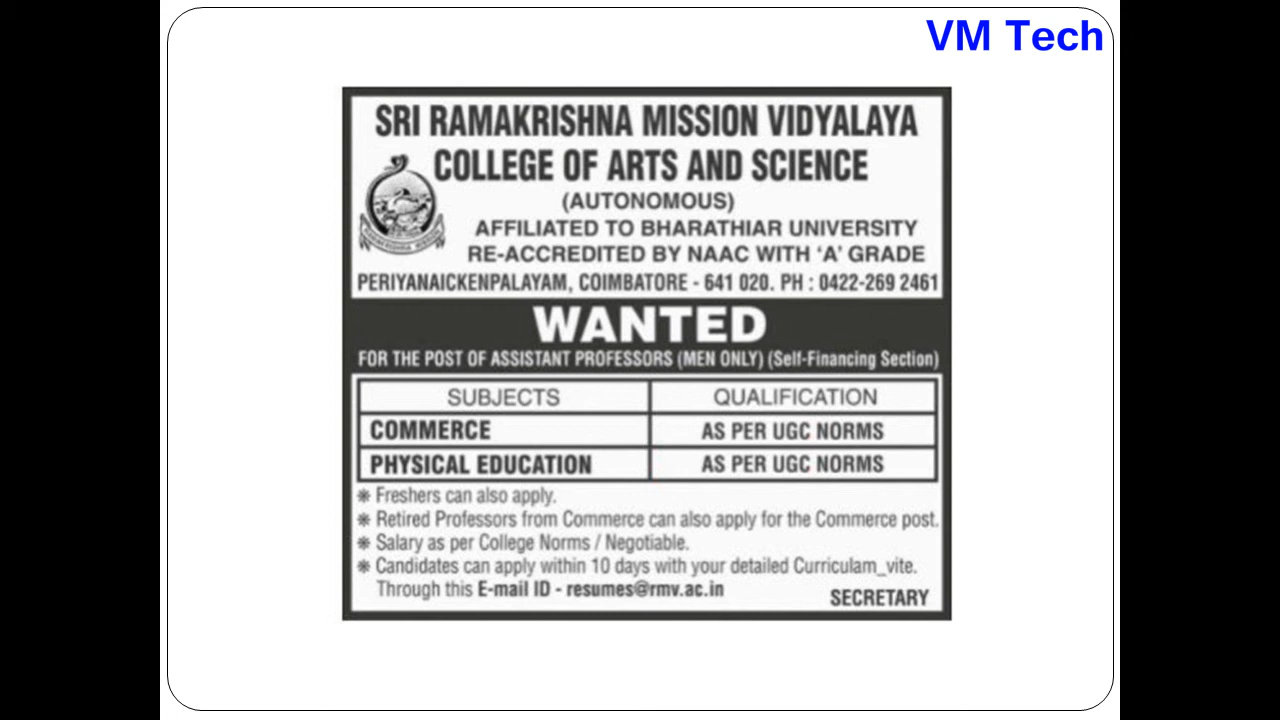 VM Tech
SRI RAMAKRISHNA MISSION VIDYALAYA
COLLEGE OF ARTS AND SCIENCE
(AUTONOMOUS)
AFFILIATED TO BHARATHIAR UNIVERSITY
RE-ACCREDITED BY NAAC WITH ‘A’ GRADE
PERIYANAICKENPALAYAM, COIMBATORE - 641 020. PH : 0422-269 2461
WANTED
FOR THE POST OF ASSISTANT PROFESSORS (MEN ONLY) (Self-Financing Section)
SUBJECTS QUALIFICATION
COMMERCE AS PER UGC NORMS
PHYSICAL EDUCATION AS PER UGC NORMS
❋ Freshers can also apply.
❋ Retired Professors from Commerce can also apply for the Commerce post.
❋ Salary as per College Norms / Negotiable.
❋ Candidates can apply within 10 days with your detailed Curriculam_vite.
Through this E-mail ID - resumes@rmv.ac.in
SECRETARY